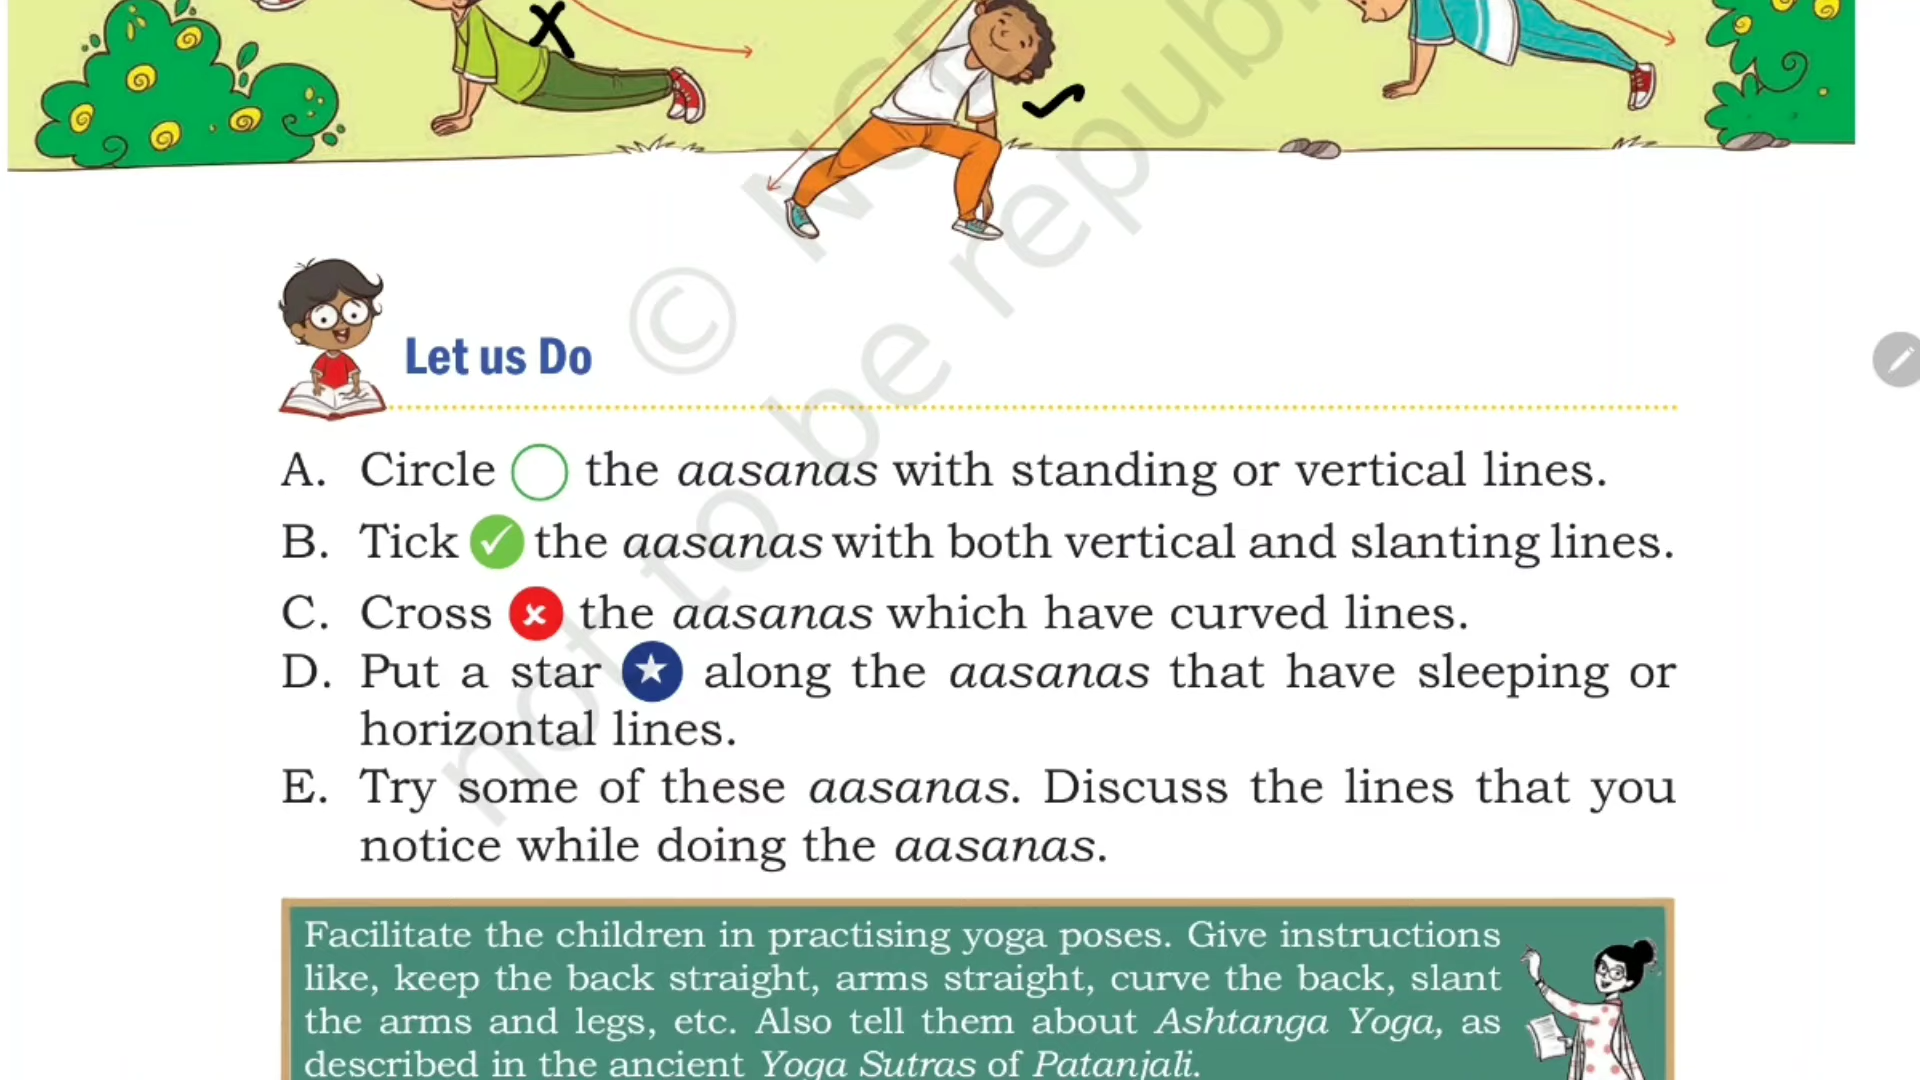 Let us Do
A. Circle the aasanas with standing or vertical lines.
B. Tick the aasanas with both vertical and slanting lines.
C. Cross the aasanas which have curved lines.
D. Put a star along the aasanas that have sleeping or
horizontal lines.
E. Try some of these aasanas. Discuss the lines that you
notice while doing the aasanas.
Facilitate the children in practising yoga poses. Give instructions
like, keep the back straight, arms straight, curve the back, slant
the arms and legs, etc. Also tell them about Ashtanga Yoga, as
described in the ancient Yoga Sutras of Patanjali.
not to be